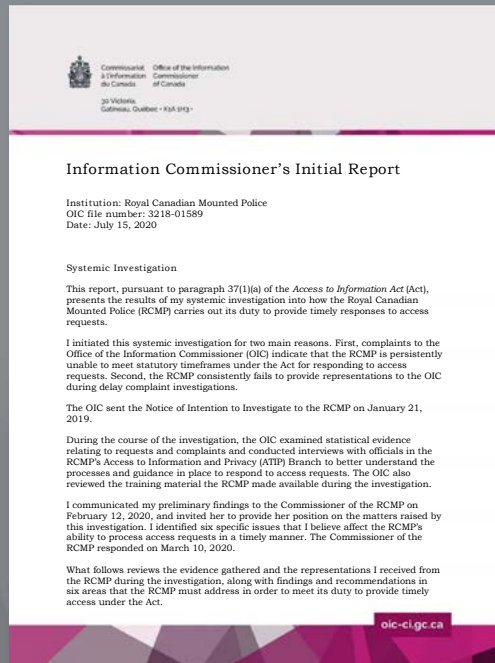 Commissariat Office of the Information
à l'information Commissioner
du Canada of Canada
30 Victoria,
Gatineau, Québec • K1A 1H3 •
Information Commissioner's Initial Report
Institution: Royal Canadian Mounted Police
OIC file number: 3218-01589
Date: July 15, 2020
Systemic Investigation
This report, pursuant to paragraph 37(1)(a) of the Access to Information Act (Act),
presents the results of my systemic investigation into how the Royal Canadian
Mounted Police (RCMP) carries out its duty to provide timely responses to access
requests.
I initiated this systemic investigation for two main reasons. First, complaints to the
Office of the Information Commissioner (OIC) indicate that the RCMP is persistently
unable to meet statutory timeframes under the Act for responding to access
requests. Second, the RCMP consistently fails to provide representations to the OIC
during delay complaint investigations.
The OIC sent the Notice of Intention to Investigate to the RCMP on January 21,
2019.
During the course of the investigation, the OIC examined statistical evidence
relating to requests and complaints and conducted interviews with officials in the
RCMP's Access to Information and Privacy (ATIP) Branch to better understand the
processes and guidance in place to respond to access requests. The OIC also
reviewed the training material the RCMP made available during the investigation.
I communicated my preliminary findings to the Commissioner of the RCMP on
February 12, 2020, and invited her to provide her position on the matters raised by
this investigation. I identified six specific issues that I believe affect the RCMP's
ability to process access requests in a timely manner. The Commissioner of the
RCMP responded on March 10, 2020.
What follows reviews the evidence gathered and the representations I received from
the RCMP during the investigation, along with findings and recommendations in
six areas that the RCMP must address in order to meet its duty to provide timely
access under the Act.
oic-ci.gc.ca